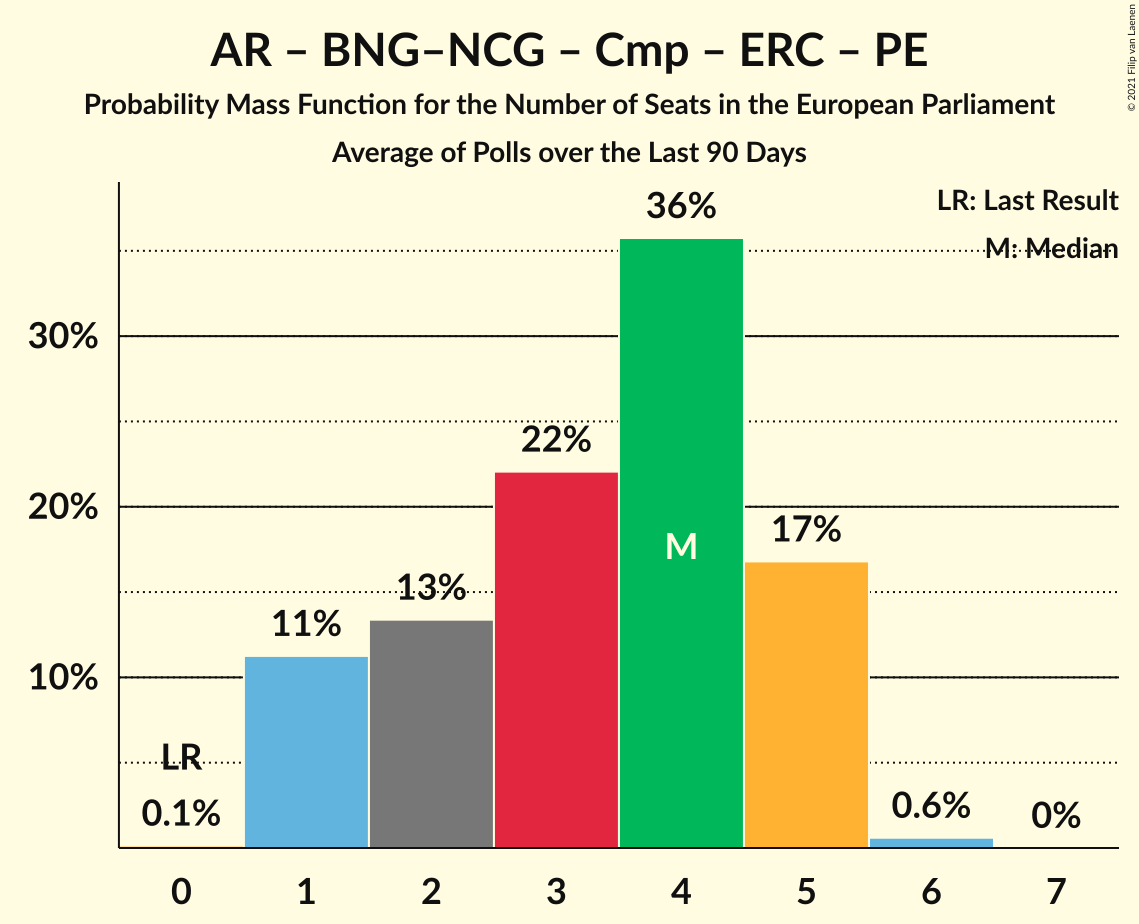 AR – BNG–NCG – Cmp – ERC – PE
Probability Mass Function for the Number of Seats in the European Parliament
Average of Polls over the Last 90 Days
© 2021 Filip van Laenen
LR: Last Result
M: Median
36%
30%
22%
20%
17%
M
13%
11%
10%
LR
0.1%
0.6%
0%
0 1 2 3 4 5 6 7